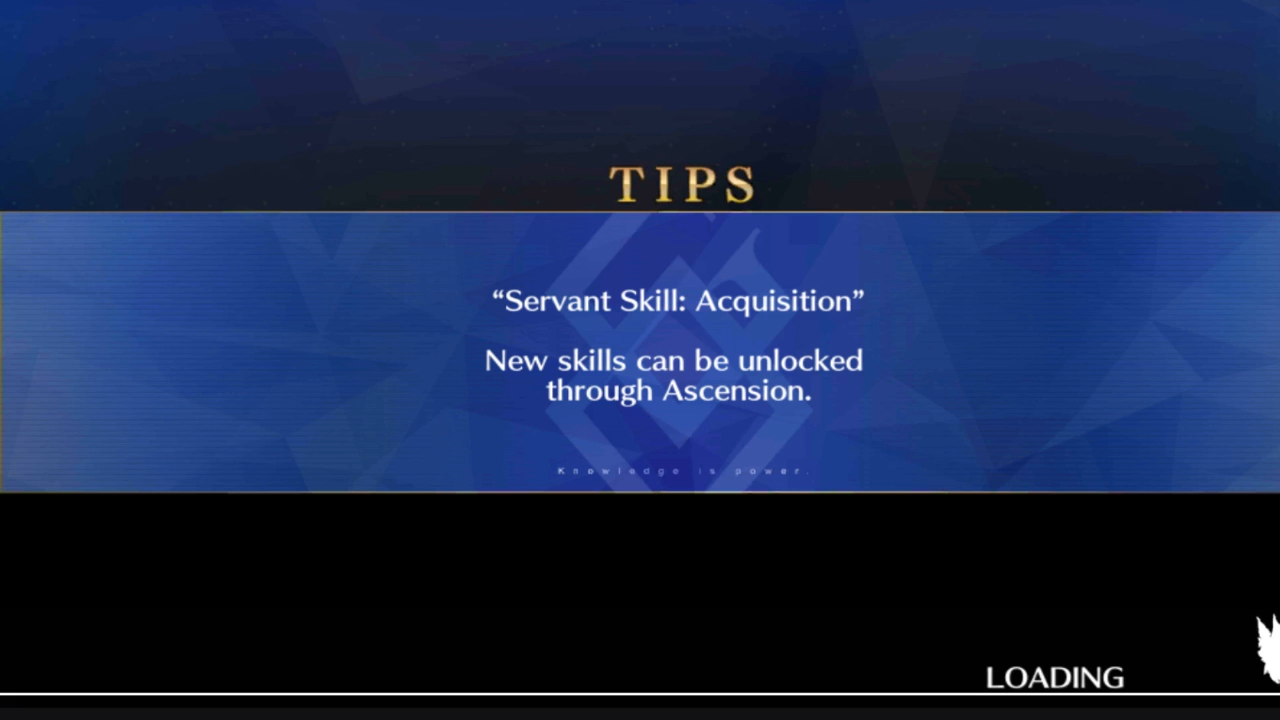 TIPS
“Servant Skill: Acquisition”
New skills can be unlocked
through Ascension.
Knowledge is power.
LOADING